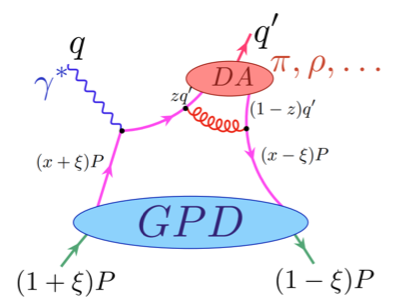 q
q′
γ*
DA
π, ρ, ...
zq′
(1 − z)q′
(x + ξ)P
(x − ξ)P
GPD
(1 + ξ)P
(1 − ξ)P